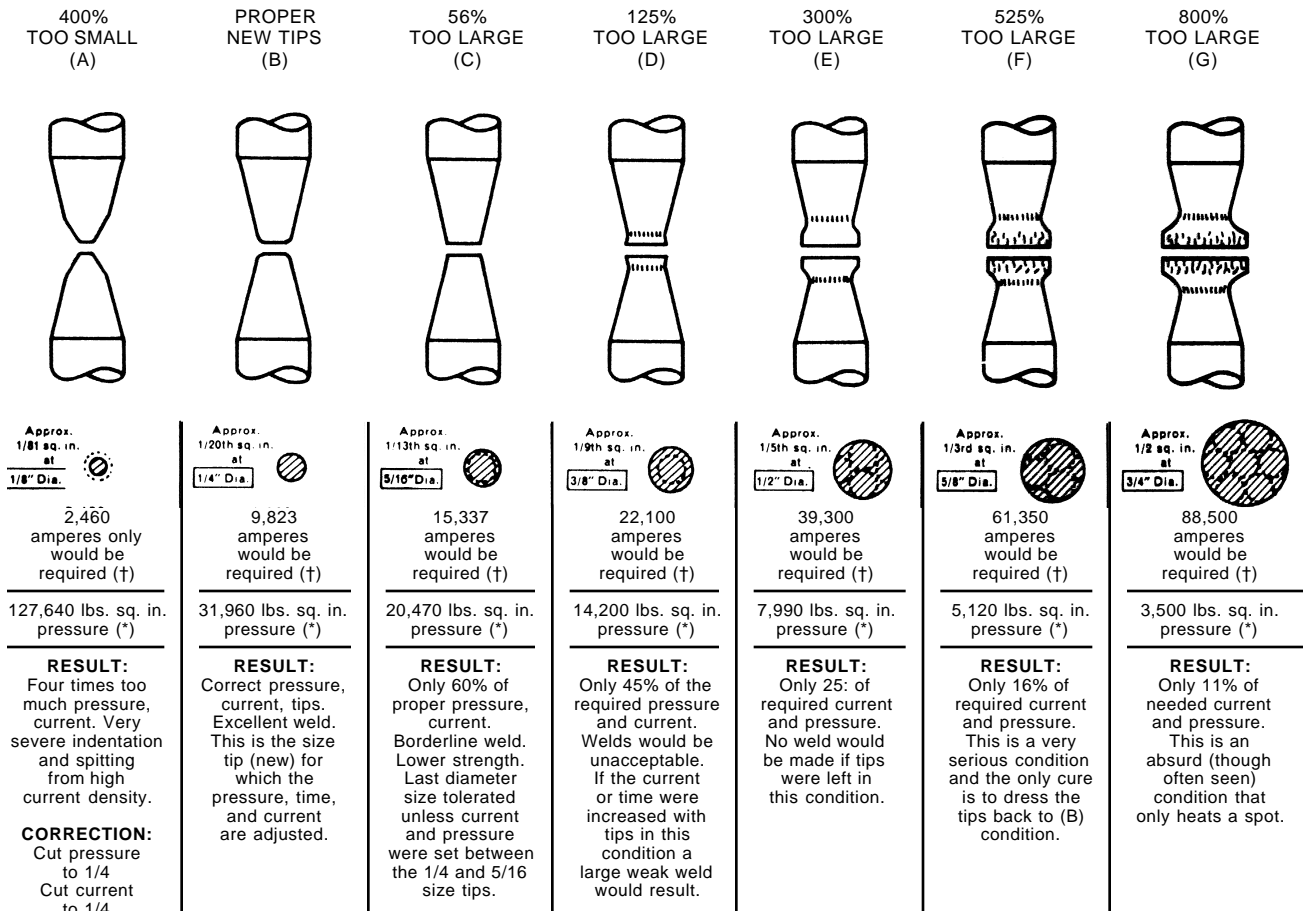 400%
TOO SMALL
(A)
PROPER
NEW TIPS
(B)
56%
TOO LARGE
(C)
125%
TOO LARGE
(D)
300%
TOO LARGE
(E)
525%
TOO LARGE
(F)
800%
TOO LARGE
(G)
Approx.
1/81 sq. in.
at
1/8" Dia.
2,460
amperes only
would be
required (†)
127,640 lbs. sq. in.
pressure (*)
RESULT:
Four times too
much pressure,
current. Very
severe indentation
and spitting
from high
current density.
CORRECTION:
Cut pressure
to 1/4
Cut current
to 1/4
Approx.
1/20th sq. in.
at
1/4" Dia.
9,823
amperes
would be
required (†)
31,960 lbs. sq. in.
pressure (*)
RESULT:
Correct pressure,
current, tips.
Excellent weld.
This is the size
tip (new) for
which the
pressure, time,
and current
are adjusted.
Approx.
1/13th sq. in.
at
5/16" Dia.
15,337
amperes
would be
required (†)
20,470 lbs. sq. in.
pressure (*)
RESULT:
Only 60% of
proper pressure,
current.
Borderline weld.
Lower strength.
Last diameter
size tolerated
unless current
and pressure
were set between
the 1/4 and 5/16
size tips.
Approx.
1/9th sq. in.
at
3/8" Dia.
22,100
amperes
would be
required (†)
14,200 lbs. sq. in.
pressure (*)
RESULT:
Only 45% of the
required pressure
and current.
Welds would be
unacceptable.
If the current
or time were
increased with
tips in this
condition a
large weak weld
would result.
Approx.
1/5th sq. in.
at
1/2" Dia.
39,300
amperes
would be
required (†)
7,990 lbs. sq. in.
pressure (*)
RESULT:
Only 25: of
required current
and pressure.
No weld would
be made if tips
were left in
this condition.
Approx.
1/3rd sq. in.
at
5/8" Dia.
61,350
amperes
would be
required (†)
5,120 lbs. sq. in.
pressure (*)
RESULT:
Only 16% of
required current
and pressure.
This is a very
serious condition
and the only cure
is to dress the
tips back to (B)
condition.
Approx.
1/2 sq. in.
at
3/4" Dia.
88,500
amperes
would be
required (†)
3,500 lbs. sq. in.
pressure (*)
RESULT:
Only 11% of
needed current
and pressure.
This is an
absurd (though
often seen)
condition that
only heats a spot.